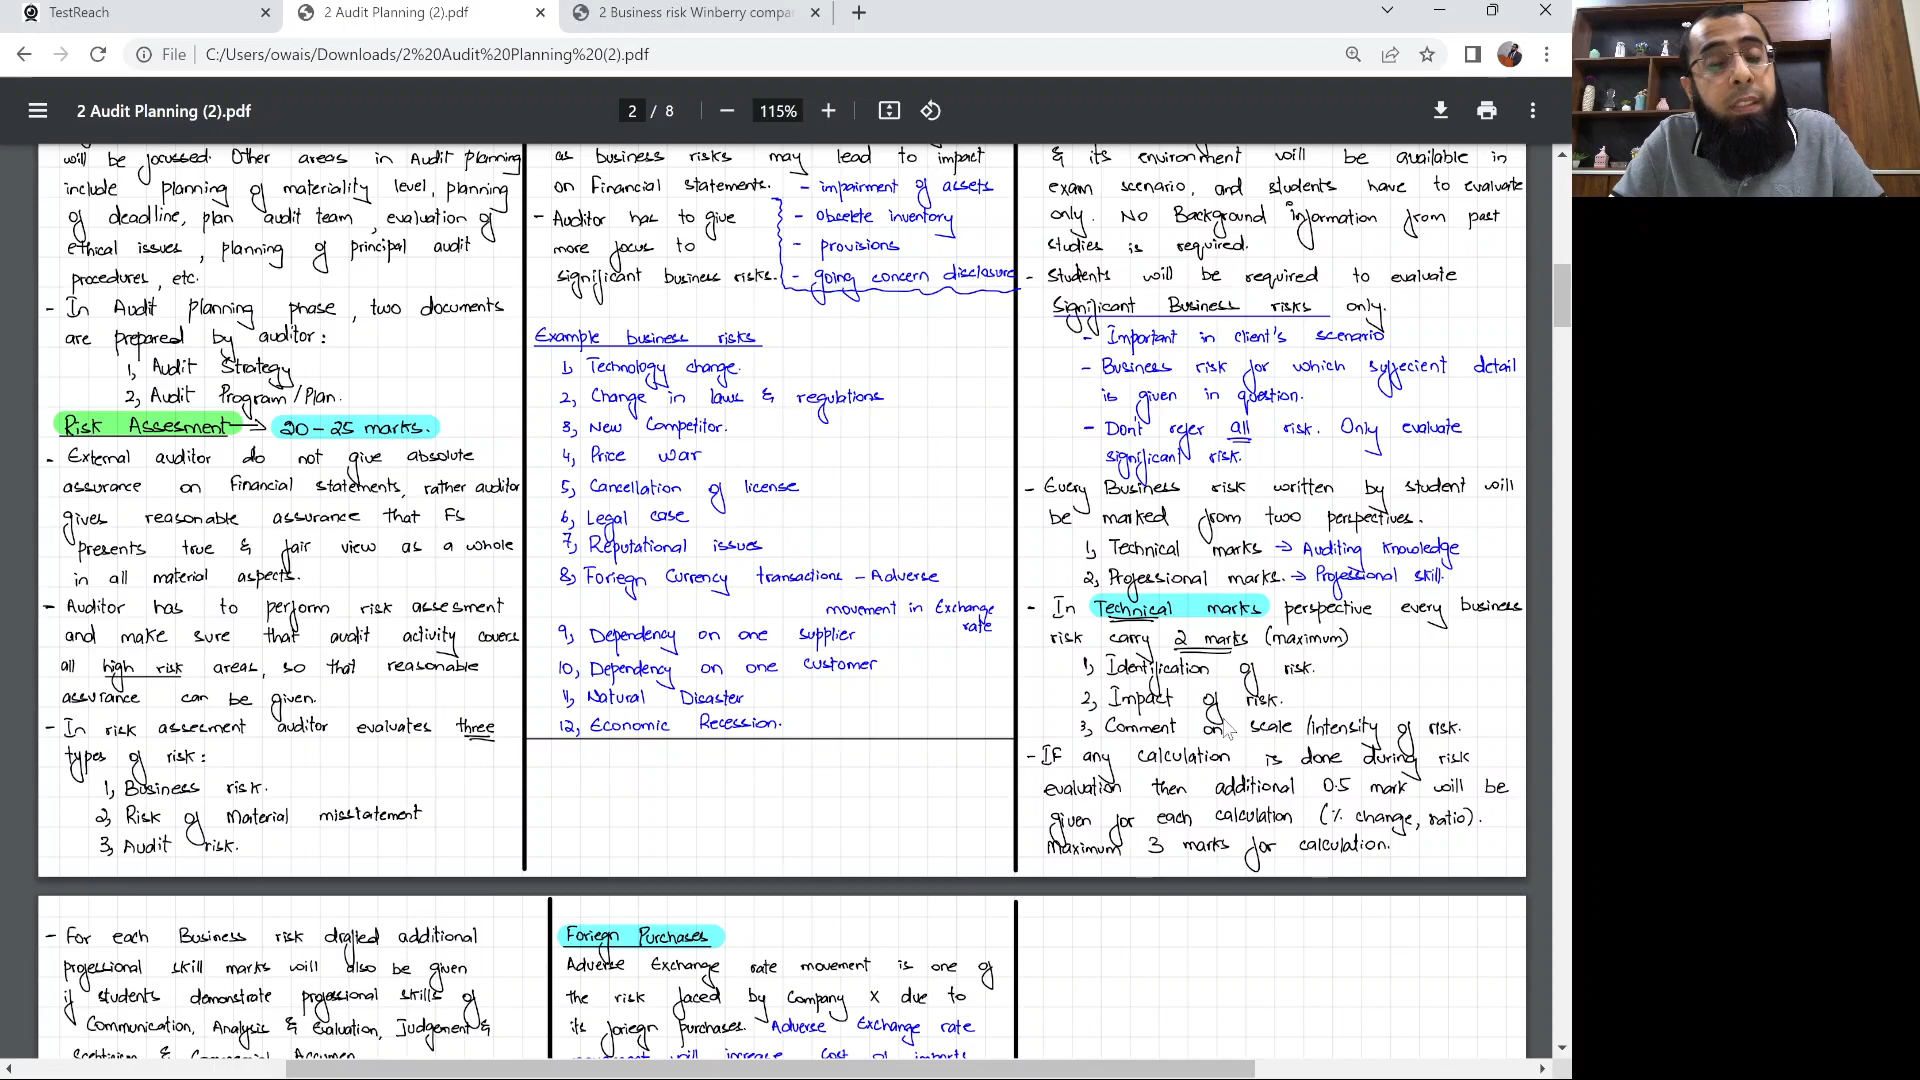 TestReach
2 Audit Planning (2).pdf
2 Business risk Winberry compa
File
C:/Users/owais/Downloads/2%20Audit%20Planning%20(2).pdf
2 Audit Planning (2).pdf
2 / 8
115%
will be focussed. Other areas in Audit planning
include planning of materiality level, planning
of deadline, plan audit team, evaluation of
ethical issues, planning of principal audit
procedures, etc.
- In Audit planning phase, two documents
are prepared by auditor:
1, Audit Strategy
2, Audit Program/Plan.
Risk Assesment → 20-25 marks.
- External auditor do not give absolute
assurance on Financial statements, rather auditor
gives reasonable assurance that FS
presents true & fair view as a whole
in all material aspects.
- Auditor has to perform risk assesment
and make sure that audit activity covers
all high risk areas, so that reasonable
assurance can be given.
- In risk assesment auditor evaluates three
types of risk:
1, Business risk.
2, Risk of Material misstatement
3, Audit risk.
as business risks may lead to impact
on Financial statements.
- impairment of assets
- obselete inventory
- provisions
- going concern disclosure
- Auditor has to give
more focus to
significant business risks.
Example business risks
1, Technology change.
2, Change in laws & regulations
3, New Competitor.
4, Price war
5, Cancellation of license
6, Legal case
7, Reputational issues
8, Foriegn Currency transactions - Adverse
movement in Exchange
rate
9, Dependency on one supplier
10, Dependency on one customer
11, Natural Disaster
12, Economic Recession.
& its environment will be available in
exam scenario, and students have to evaluate
only. No Background information from past
studies is required.
- Students will be required to evaluate
Significant Business risks only.
- Important in client's scenario
- Business risk for which suffecient detail
is given in question.
- Dont refer all risk. Only evaluate
significant risk.
- Every Business risk written by student will
be marked from two perspectives.
1, Technical marks → Auditing knowledge
2, Professional marks. → Professional skill.
- In Technical marks perspective every business
risk carry 2 marks (maximum)
1, Identification of risk.
2, Impact of risk.
3, Comment on scale/intensity of risk.
- IF any calculation is done during risk
evaluation then additional 0.5 mark will be
given for each calculation (% change, ratio).
Maximum 3 marks for calculation.
- For each Business risk drafted additional
professional skill marks will also be given
if students demonstrate professional skills of
Communication, Analysis & Evaluation, Judgement &
Foriegn Purchases
Adverse Exchange rate movement is one of
the risk faced by Company X due to
its foriegn purchases. Adverse Exchange rate
movement will increase cost of imports